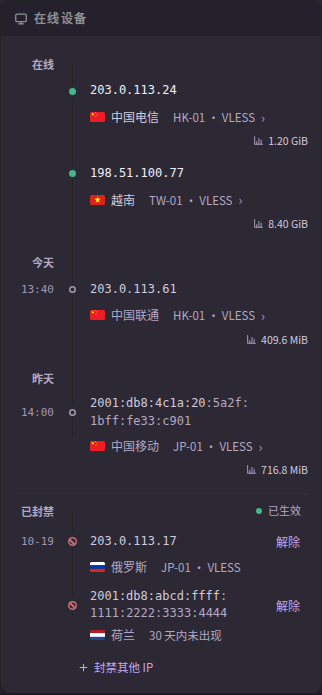 在线设备
在线
203.0.113.24
中国电信 HK-01 • VLESS ›
1.20 GiB
198.51.100.77
越南 TW-01 • VLESS ›
8.40 GiB
今天
13:40 203.0.113.61
中国联通 HK-01 • VLESS ›
409.6 MiB
昨天
14:00 2001:db8:4c1a:20:5a2f:
1bff:fe33:c901
中国移动 JP-01 • VLESS ›
716.8 MiB
已封禁 已生效
10-19 203.0.113.17 解除
俄罗斯 JP-01 • VLESS
2001:db8:abcd:ffff:
1111:2222:3333:4444 解除
荷兰 30 天内未出现
+ 封禁其他 IP